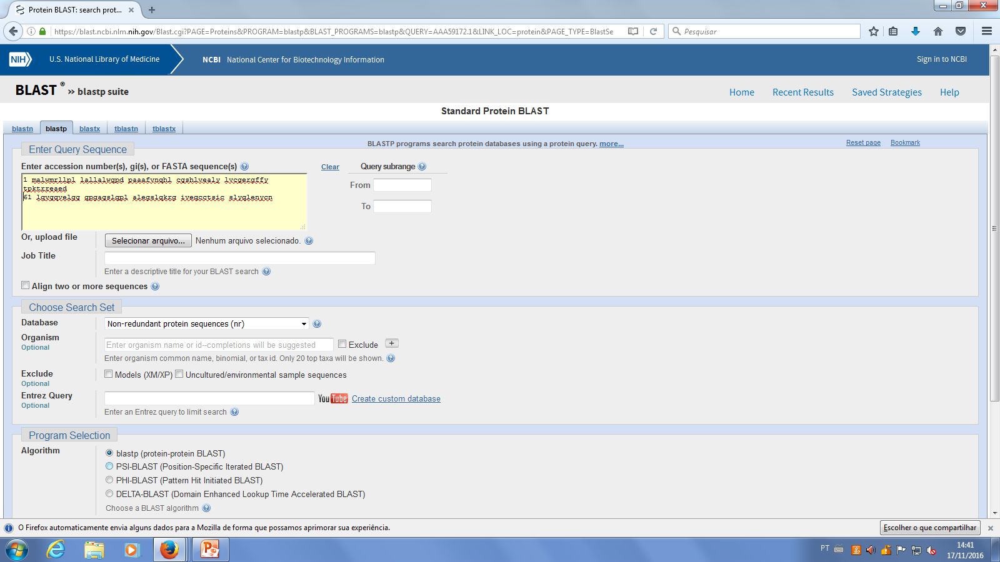 Protein BLAST: search prot...
https://blast.ncbi.nlm.nih.gov/Blast.cgi?PAGE=Proteins&PROGRAM=blastp&BLAST_PROGRAMS=blastp&QUERY=AAA59172.1&LINK_LOC=protein&PAGE_TYPE=BlastSe
Pesquisar
NIH U.S. National Library of Medicine NCBI National Center for Biotechnology Information Sign in to NCBI
BLAST ® » blastp suite Home Recent Results Saved Strategies Help
Standard Protein BLAST
blastn blastp blastx tblastn tblastx
Enter Query Sequence BLASTP programs search protein databases using a protein query. more... Reset page Bookmark
Enter accession number(s), gi(s), or FASTA sequence(s) Clear Query subrange
1 malwmrllpl lallalwgpd paaafvnqhl cgshlvealy lvcgergffy
tpktrreaed
61 lqvgqvelgg gpgagslqpl alegslqkrg iveqcctsic slyqlenycn
From
To
Or, upload file Selecionar arquivo... Nenhum arquivo selecionado.
Job Title
Enter a descriptive title for your BLAST search
Align two or more sequences
Choose Search Set
Database Non-redundant protein sequences (nr)
Organism
Optional
Enter organism name or id--completions will be suggested Exclude +
Enter organism common name, binomial, or tax id. Only 20 top taxa will be shown.
Exclude
Optional
Models (XM/XP) Uncultured/environmental sample sequences
Entrez Query
Optional
YouTube Create custom database
Enter an Entrez query to limit search
Program Selection
Algorithm
blastp (protein-protein BLAST)
PSI-BLAST (Position-Specific Iterated BLAST)
PHI-BLAST (Pattern Hit Initiated BLAST)
DELTA-BLAST (Domain Enhanced Lookup Time Accelerated BLAST)
Choose a BLAST algorithm
O Firefox automaticamente envia alguns dados para a Mozilla de forma que possamos aprimorar sua experiência. Escolher o que compartilhar
PT
14:41
17/11/2016